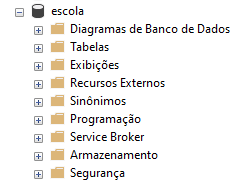 escola
Diagramas de Banco de Dados
Tabelas
Exibições
Recursos Externos
Sinônimos
Programação
Service Broker
Armazenamento
Segurança